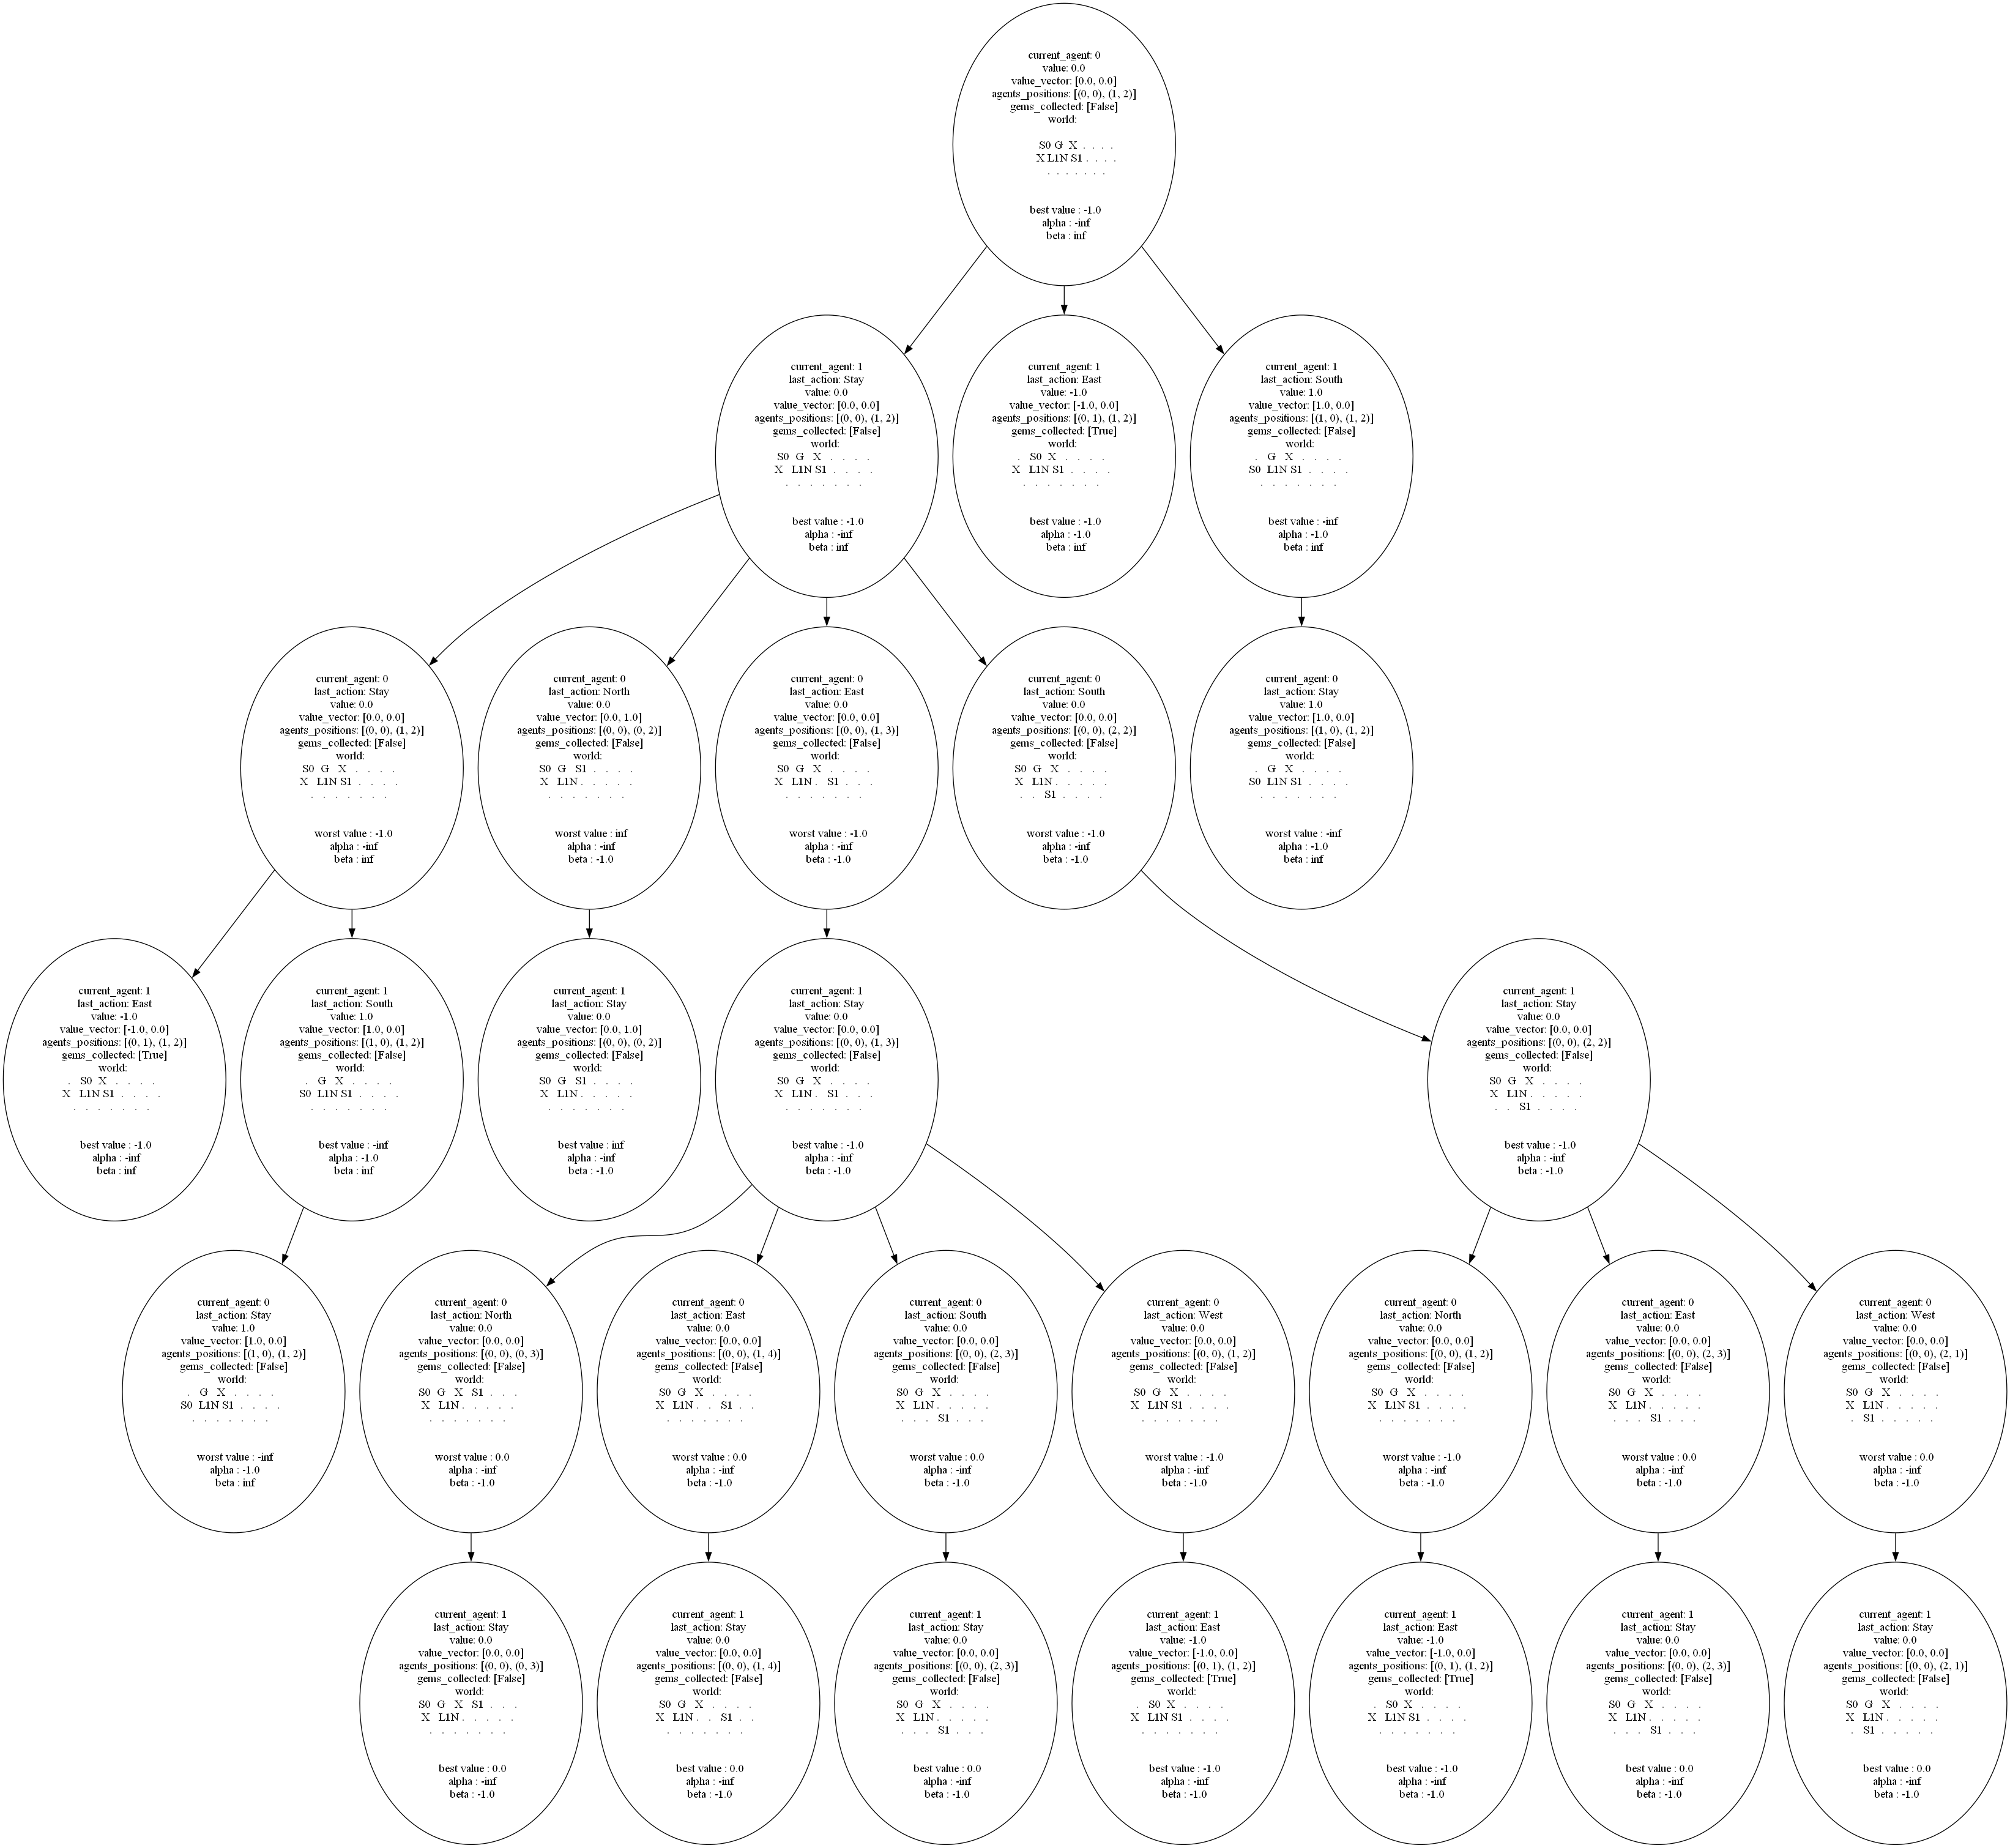 current_agent: 0
value: 0.0
value_vector: [0.0, 0.0]
agents_positions: [(0, 0), (1, 2)]
gems_collected: [False]
world:
S0 G X . . . .
X L1N S1 . . . .
. . . . . . .
best value : -1.0
alpha : -inf
beta : inf
current_agent: 1
last_action: Stay
value: 0.0
value_vector: [0.0, 0.0]
agents_positions: [(0, 0), (1, 2)]
gems_collected: [False]
world:
S0 G X . . . .
X L1N S1 . . . .
. . . . . . .
best value : -1.0
alpha : -inf
beta : inf
current_agent: 1
last_action: East
value: -1.0
value_vector: [-1.0, 0.0]
agents_positions: [(0, 1), (1, 2)]
gems_collected: [True]
world:
. S0 X . . . .
X L1N S1 . . . .
. . . . . . .
best value : -1.0
alpha : -1.0
beta : inf
current_agent: 1
last_action: South
value: 1.0
value_vector: [1.0, 0.0]
agents_positions: [(1, 0), (1, 2)]
gems_collected: [False]
world:
. G X . . . .
S0 L1N S1 . . . .
. . . . . . .
best value : -inf
alpha : -1.0
beta : inf
current_agent: 0
last_action: Stay
value: 0.0
value_vector: [0.0, 0.0]
agents_positions: [(0, 0), (1, 2)]
gems_collected: [False]
world:
S0 G X . . . .
X L1N S1 . . . .
. . . . . . .
worst value : -1.0
alpha : -inf
beta : inf
current_agent: 0
last_action: North
value: 0.0
value_vector: [0.0, 1.0]
agents_positions: [(0, 0), (0, 2)]
gems_collected: [False]
world:
S0 G S1 . . . .
X L1N . . . . .
. . . . . . .
worst value : inf
alpha : -inf
beta : -1.0
current_agent: 0
last_action: East
value: 0.0
value_vector: [0.0, 0.0]
agents_positions: [(0, 0), (1, 3)]
gems_collected: [False]
world:
S0 G X . . . .
X L1N . S1 . . .
. . . . . . .
worst value : -1.0
alpha : -inf
beta : -1.0
current_agent: 0
last_action: South
value: 0.0
value_vector: [0.0, 0.0]
agents_positions: [(0, 0), (2, 2)]
gems_collected: [False]
world:
S0 G X . . . .
X L1N . . . . .
. . S1 . . . .
worst value : -1.0
alpha : -inf
beta : -1.0
current_agent: 0
last_action: Stay
value: 1.0
value_vector: [1.0, 0.0]
agents_positions: [(1, 0), (1, 2)]
gems_collected: [False]
world:
. G X . . . .
S0 L1N S1 . . . .
. . . . . . .
worst value : -inf
alpha : -1.0
beta : inf
current_agent: 1
last_action: East
value: -1.0
value_vector: [-1.0, 0.0]
agents_positions: [(0, 1), (1, 2)]
gems_collected: [True]
world:
. S0 X . . . .
X L1N S1 . . . .
. . . . . . .
best value : -1.0
alpha : -inf
beta : inf
current_agent: 1
last_action: South
value: 1.0
value_vector: [1.0, 0.0]
agents_positions: [(1, 0), (1, 2)]
gems_collected: [False]
world:
. G X . . . .
S0 L1N S1 . . . .
. . . . . . .
best value : -inf
alpha : -1.0
beta : inf
current_agent: 1
last_action: Stay
value: 0.0
value_vector: [0.0, 1.0]
agents_positions: [(0, 0), (0, 2)]
gems_collected: [False]
world:
S0 G S1 . . . .
X L1N . . . . .
. . . . . . .
best value : inf
alpha : -inf
beta : -1.0
current_agent: 1
last_action: Stay
value: 0.0
value_vector: [0.0, 0.0]
agents_positions: [(0, 0), (1, 3)]
gems_collected: [False]
world:
S0 G X . . . .
X L1N . S1 . . .
. . . . . . .
best value : -1.0
alpha : -inf
beta : -1.0
current_agent: 1
last_action: Stay
value: 0.0
value_vector: [0.0, 0.0]
agents_positions: [(0, 0), (2, 2)]
gems_collected: [False]
world:
S0 G X . . . .
X L1N . . . . .
. . S1 . . . .
best value : -1.0
alpha : -inf
beta : -1.0
current_agent: 0
last_action: Stay
value: 1.0
value_vector: [1.0, 0.0]
agents_positions: [(1, 0), (1, 2)]
gems_collected: [False]
world:
. G X . . . .
S0 L1N S1 . . . .
. . . . . . .
worst value : -inf
alpha : -1.0
beta : inf
current_agent: 0
last_action: North
value: 0.0
value_vector: [0.0, 0.0]
agents_positions: [(0, 0), (0, 3)]
gems_collected: [False]
world:
S0 G X S1 . . .
X L1N . . . . .
. . . . . . .
worst value : 0.0
alpha : -inf
beta : -1.0
current_agent: 0
last_action: East
value: 0.0
value_vector: [0.0, 0.0]
agents_positions: [(0, 0), (1, 4)]
gems_collected: [False]
world:
S0 G X . . . .
X L1N . . S1 . .
. . . . . . .
worst value : 0.0
alpha : -inf
beta : -1.0
current_agent: 0
last_action: South
value: 0.0
value_vector: [0.0, 0.0]
agents_positions: [(0, 0), (2, 3)]
gems_collected: [False]
world:
S0 G X . . . .
X L1N . . . . .
. . . S1 . . .
worst value : 0.0
alpha : -inf
beta : -1.0
current_agent: 0
last_action: West
value: 0.0
value_vector: [0.0, 0.0]
agents_positions: [(0, 0), (1, 2)]
gems_collected: [False]
world:
S0 G X . . . .
X L1N S1 . . . .
. . . . . . .
worst value : -1.0
alpha : -inf
beta : -1.0
current_agent: 0
last_action: North
value: 0.0
value_vector: [0.0, 0.0]
agents_positions: [(0, 0), (1, 2)]
gems_collected: [False]
world:
S0 G X . . . .
X L1N S1 . . . .
. . . . . . .
worst value : -1.0
alpha : -inf
beta : -1.0
current_agent: 0
last_action: East
value: 0.0
value_vector: [0.0, 0.0]
agents_positions: [(0, 0), (2, 3)]
gems_collected: [False]
world:
S0 G X . . . .
X L1N . . . . .
. . . S1 . . .
worst value : 0.0
alpha : -inf
beta : -1.0
current_agent: 0
last_action: West
value: 0.0
value_vector: [0.0, 0.0]
agents_positions: [(0, 0), (2, 1)]
gems_collected: [False]
world:
S0 G X . . . .
X L1N . . . . .
. S1 . . . . .
worst value : 0.0
alpha : -inf
beta : -1.0
current_agent: 1
last_action: Stay
value: 0.0
value_vector: [0.0, 0.0]
agents_positions: [(0, 0), (0, 3)]
gems_collected: [False]
world:
S0 G X S1 . . .
X L1N . . . . .
. . . . . . .
best value : 0.0
alpha : -inf
beta : -1.0
current_agent: 1
last_action: Stay
value: 0.0
value_vector: [0.0, 0.0]
agents_positions: [(0, 0), (1, 4)]
gems_collected: [False]
world:
S0 G X . . . .
X L1N . . S1 . .
. . . . . . .
best value : 0.0
alpha : -inf
beta : -1.0
current_agent: 1
last_action: Stay
value: 0.0
value_vector: [0.0, 0.0]
agents_positions: [(0, 0), (2, 3)]
gems_collected: [False]
world:
S0 G X . . . .
X L1N . . . . .
. . . S1 . . .
best value : 0.0
alpha : -inf
beta : -1.0
current_agent: 1
last_action: East
value: -1.0
value_vector: [-1.0, 0.0]
agents_positions: [(0, 1), (1, 2)]
gems_collected: [True]
world:
. S0 X . . . .
X L1N S1 . . . .
. . . . . . .
best value : -1.0
alpha : -inf
beta : -1.0
current_agent: 1
last_action: East
value: -1.0
value_vector: [-1.0, 0.0]
agents_positions: [(0, 1), (1, 2)]
gems_collected: [True]
world:
. S0 X . . . .
X L1N S1 . . . .
. . . . . . .
best value : -1.0
alpha : -inf
beta : -1.0
current_agent: 1
last_action: Stay
value: 0.0
value_vector: [0.0, 0.0]
agents_positions: [(0, 0), (2, 3)]
gems_collected: [False]
world:
S0 G X . . . .
X L1N . . . . .
. . . S1 . . .
best value : 0.0
alpha : -inf
beta : -1.0
current_agent: 1
last_action: Stay
value: 0.0
value_vector: [0.0, 0.0]
agents_positions: [(0, 0), (2, 1)]
gems_collected: [False]
world:
S0 G X . . . .
X L1N . . . . .
. S1 . . . . .
best value : 0.0
alpha : -inf
beta : -1.0